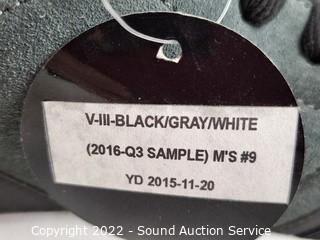 V-III-BLACK/GRAY/WHITE
(2016-Q3 SAMPLE) M'S #9
YD 2015-11-20
Copyright 2022 - Sound Auction Service